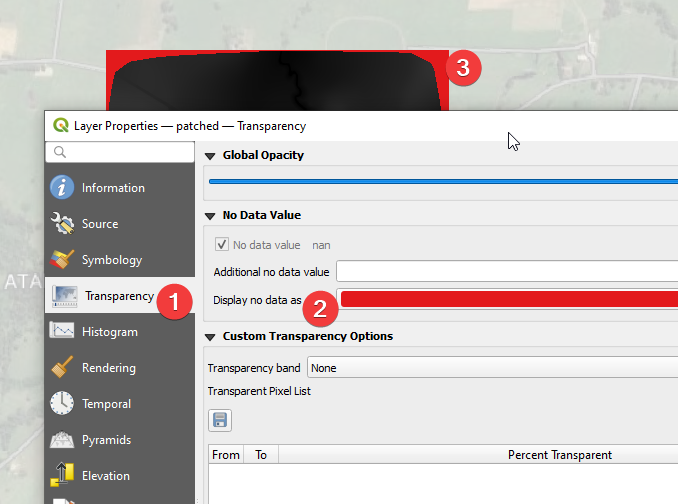 3
Layer Properties — patched — Transparency
Global Opacity
Information
No Data Value
Source
No data value nan
Symbology
Additional no data value
ATA
Transparency 1
Display no data as 2
Histogram
Custom Transparency Options
Rendering
Transparency band None
Transparent Pixel List
Temporal
Pyramids
From To Percent Transparent
Elevation